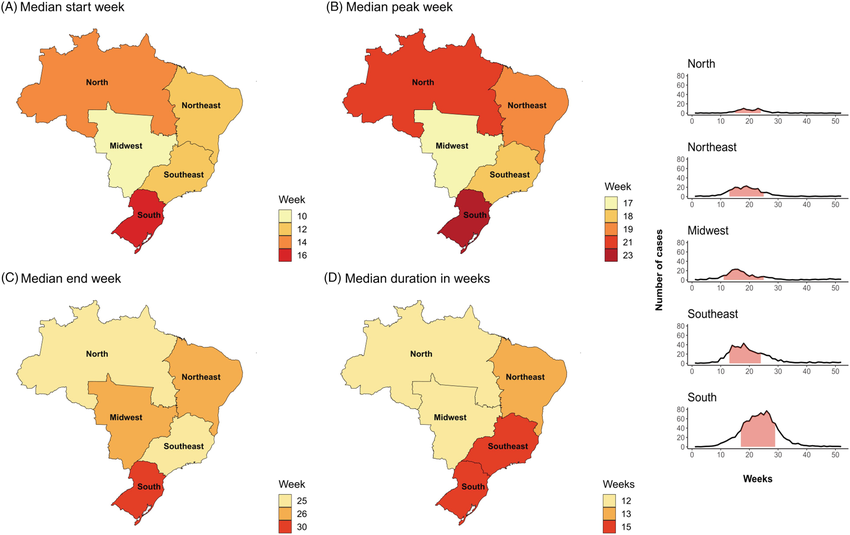 (A) Median start week
North
Northeast
Midwest
Southeast
South
Week
10
12
14
16
(B) Median peak week
North
Northeast
Midwest
Southeast
South
Week
17
18
19
21
23
(C) Median end week
North
Northeast
Midwest
Southeast
South
Week
25
26
30
(D) Median duration in weeks
North
Northeast
Midwest
Southeast
South
Weeks
12
13
15
Number of cases
North
80
60
40
20
0
0 10 20 30 40 50
Northeast
80
60
40
20
0
0 10 20 30 40 50
Midwest
80
60
40
20
0
0 10 20 30 40 50
Southeast
80
60
40
20
0
0 10 20 30 40 50
South
80
60
40
20
0
0 10 20 30 40 50
Weeks